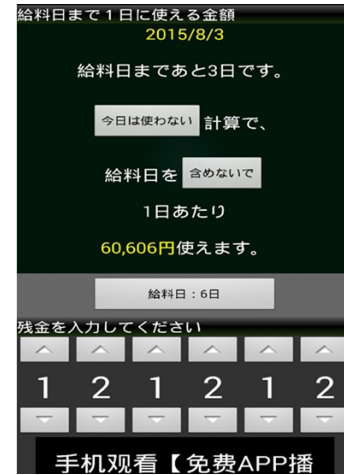 給料日まで1日に使える金額
2015/8/3
給料日まであと3日です。
今日は使わない 計算で、
給料日を 含めないで
1日あたり
60,606円使えます。
給料日：6日
残金を入力してください
1 2 1 2 1 2
手机观看【免费APP播